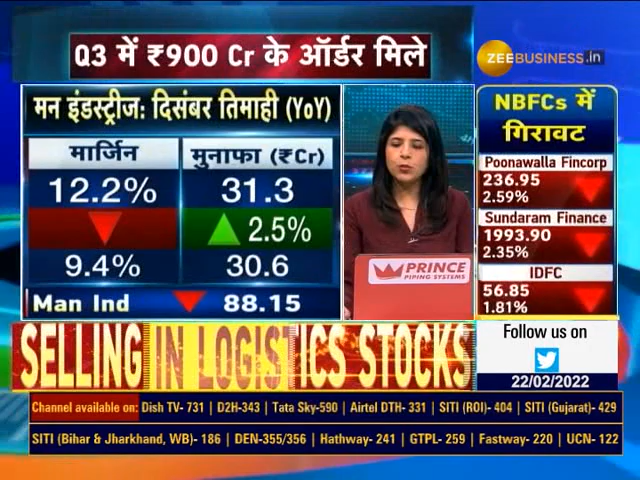 Q3 में ₹900 Cr के ऑर्डर मिले
ZEEBUSINESS.in
मन इंडस्ट्रीज: दिसंबर तिमाही (YoY)
मार्जिन
मुनाफा (₹Cr)
12.2%
31.3
2.5%
9.4%
30.6
Man Ind 88.15
PRINCE
PIPING SYSTEMS
NBFCs में
गिरावट
Poonawalla Fincorp
236.95
2.59%
Sundaram Finance
1993.90
2.35%
IDFC
56.85
1.81%
SELLING IN LOGISTICS STOCKS
Follow us on
22/02/2022
Channel available on: Dish TV- 731 | D2H-343 | Tata Sky-590 | Airtel DTH- 331 | SITI (ROI)- 404 | SITI (Gujarat)- 429
SITI (Bihar & Jharkhand, WB)- 186 | DEN-355/356 | Hathway- 241 | GTPL- 259 | Fastway- 220 | UCN- 122